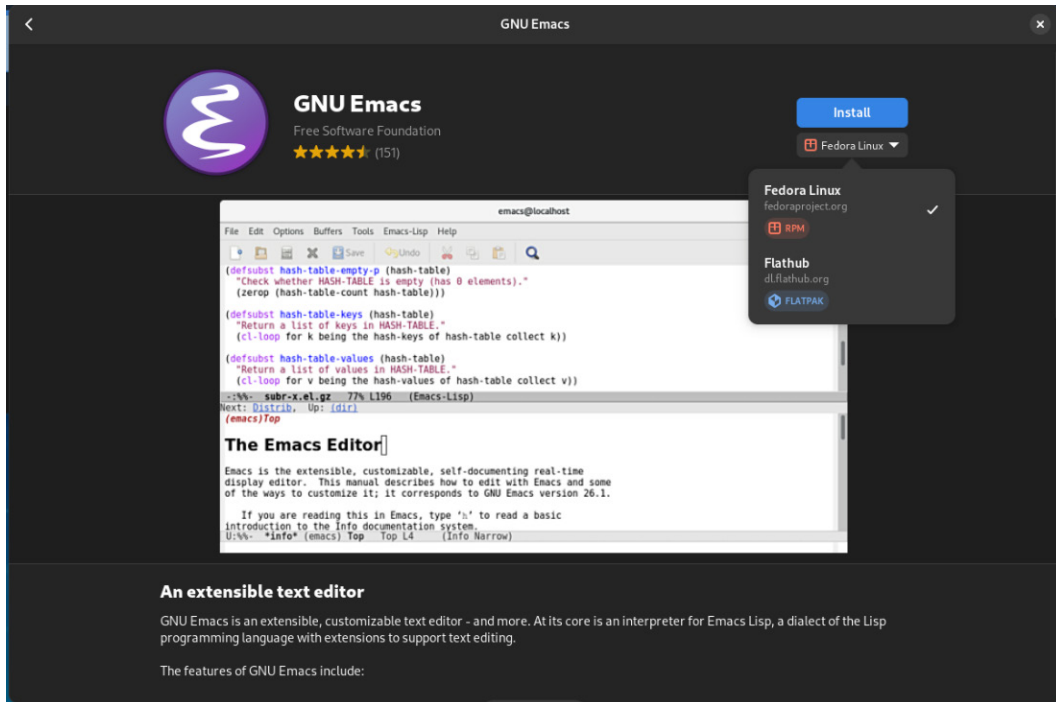 GNU Emacs
GNU Emacs
Free Software Foundation
(151)
Install
Fedora Linux
Fedora Linux
fedoraproject.org
RPM
Flathub
dl.flathub.org
FLATPAK
emacs@localhost
File Edit Options Buffers Tools Emacs-Lisp Help
Save Undo
(defsubst hash-table-empty-p (hash-table)
"Check whether HASH-TABLE is empty (has 0 elements)."
(zerop (hash-table-count hash-table)))
(defsubst hash-table-keys (hash-table)
"Return a list of keys in HASH-TABLE."
(cl-loop for k being the hash-keys of hash-table collect k))
(defsubst hash-table-values (hash-table)
"Return a list of values in HASH-TABLE."
(cl-loop for v being the hash-values of hash-table collect v))
-:%%- subr-x.el.gz 77% L196 (Emacs-Lisp)
Next: Distrib, Up: (dir)
(emacs)Top
The Emacs Editor
Emacs is the extensible, customizable, self-documenting real-time
display editor. This manual describes how to edit with Emacs and some
of the ways to customize it; it corresponds to GNU Emacs version 26.1.
If you are reading this in Emacs, type ‘h’ to read a basic
introduction to the Info documentation system.
U:%%- *info* (emacs) Top Top L4 (Info Narrow)
An extensible text editor
GNU Emacs is an extensible, customizable text editor - and more. At its core is an interpreter for Emacs Lisp, a dialect of the Lisp
programming language with extensions to support text editing.
The features of GNU Emacs include: